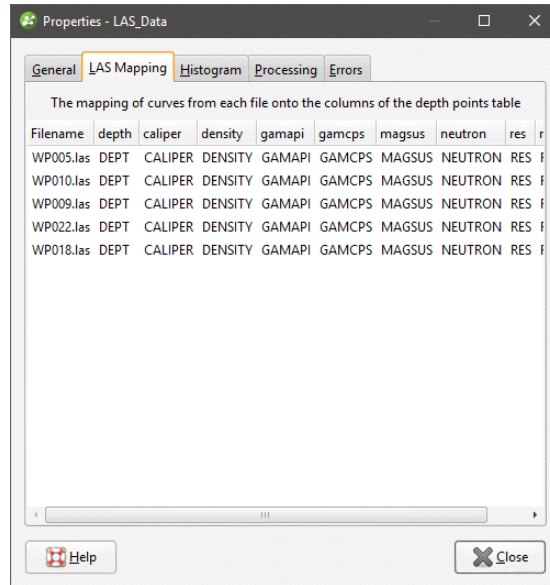 Properties - LAS_Data
General LAS Mapping Histogram Processing Errors
The mapping of curves from each file onto the columns of the depth points table
Filename depth caliper density gamapi gamcps magsus neutron res
WP005.las DEPT CALIPER DENSITY GAMAPI GAMCPS MAGSUS NEUTRON RES
WP010.las DEPT CALIPER DENSITY GAMAPI GAMCPS MAGSUS NEUTRON RES
WP009.las DEPT CALIPER DENSITY GAMAPI GAMCPS MAGSUS NEUTRON RES
WP022.las DEPT CALIPER DENSITY GAMAPI GAMCPS MAGSUS NEUTRON RES
WP018.las DEPT CALIPER DENSITY GAMAPI GAMCPS MAGSUS NEUTRON RES
Help Close